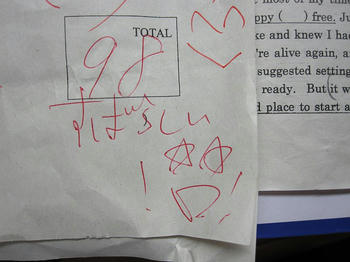 TOTAL
98
すばらしい
☆☆
! !
ppy ( ) free. Ju
ke and knew I had
're alive again, a
suggested setting
ready. But it w
d place to start a